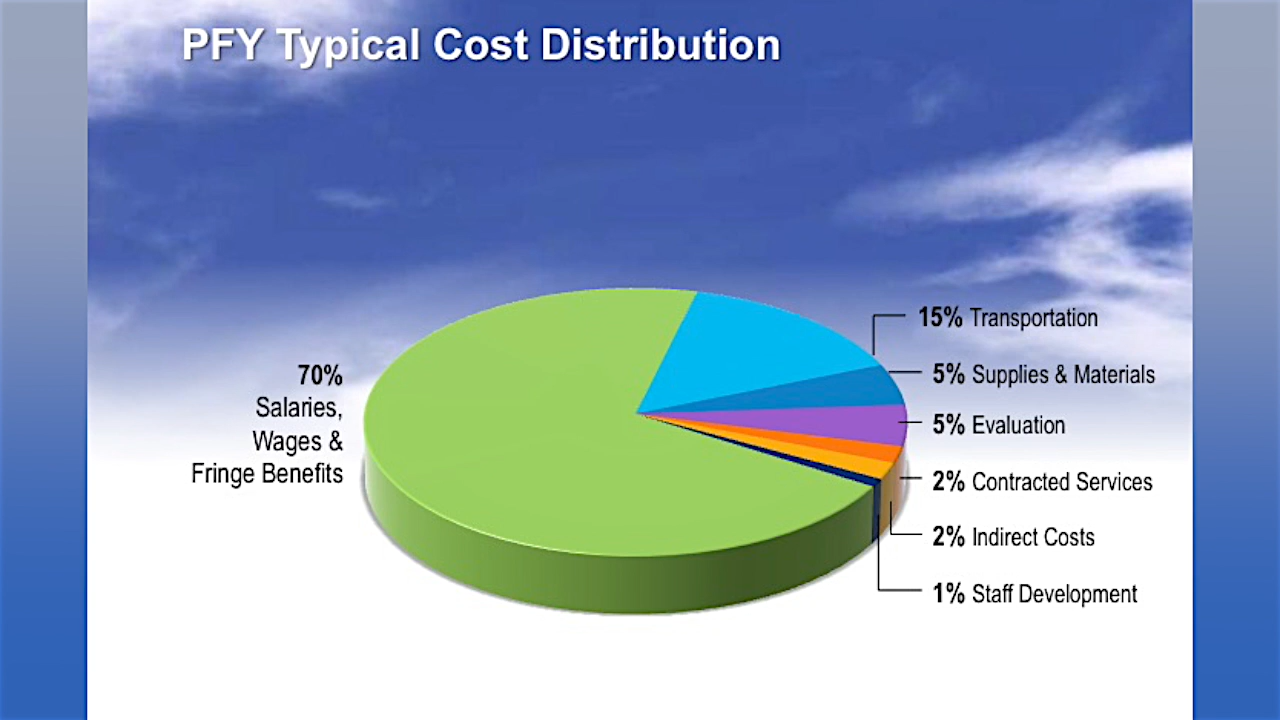 PFY Typical Cost Distribution
70%
Salaries,
Wages &
Fringe Benefits
15% Transportation
5% Supplies & Materials
5% Evaluation
2% Contracted Services
2% Indirect Costs
1% Staff Development